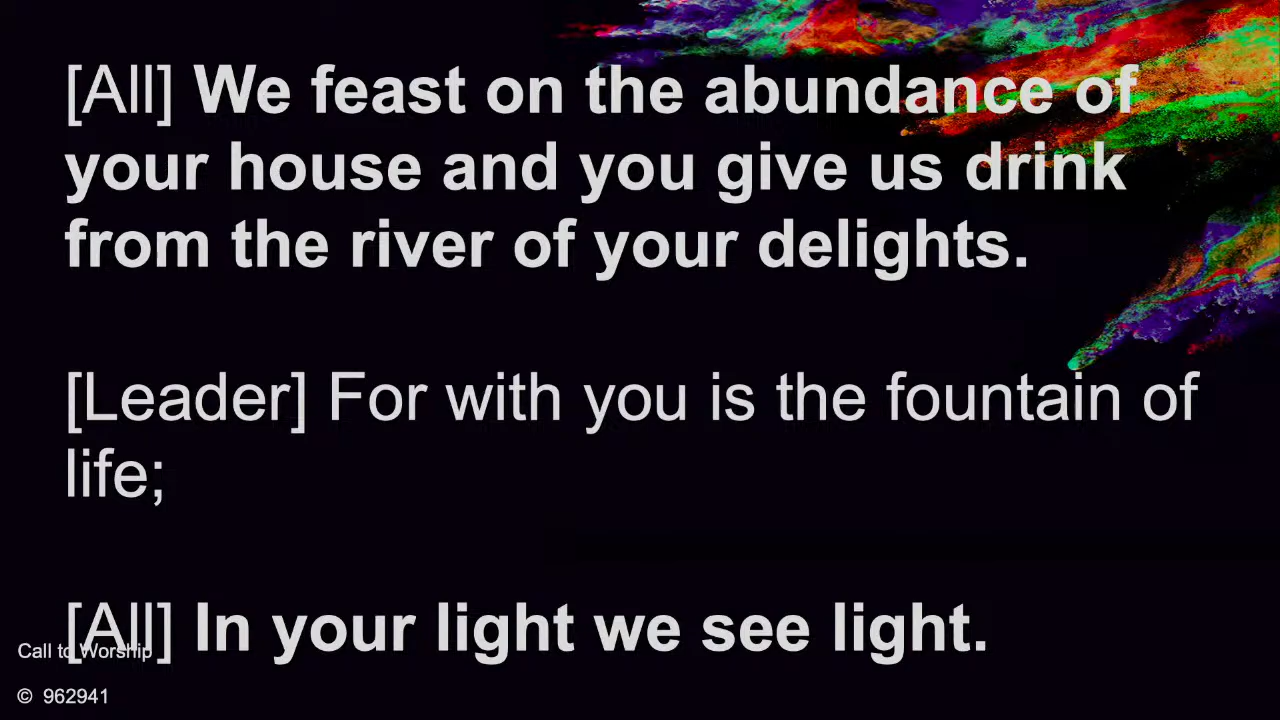 [All] We feast on the abundance of
your house and you give us drink
from the river of your delights.
[Leader] For with you is the fountain of
life;
[All] In your light we see light.
Call to Worship
© 962941